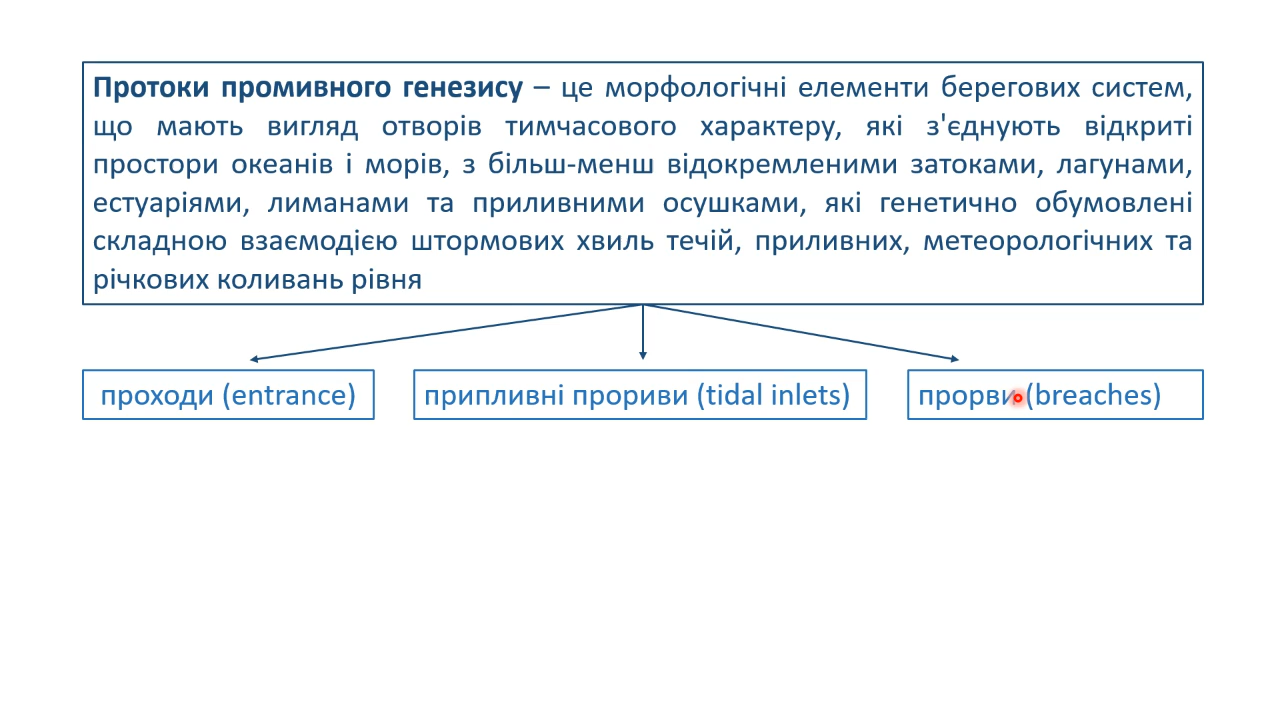 Протоки промивного генезису – це морфологічні елементи берегових систем,
що мають вигляд отворів тимчасового характеру, які з'єднують відкриті
простори океанів і морів, з більш-менш відокремленими затоками, лагунами,
естуаріями, лиманами та приливними осушками, які генетично обумовлені
складною взаємодією штормових хвиль течій, приливних, метеорологічних та
річкових коливань рівня
проходи (entrance)
припливні прориви (tidal inlets)
прорви (breaches)